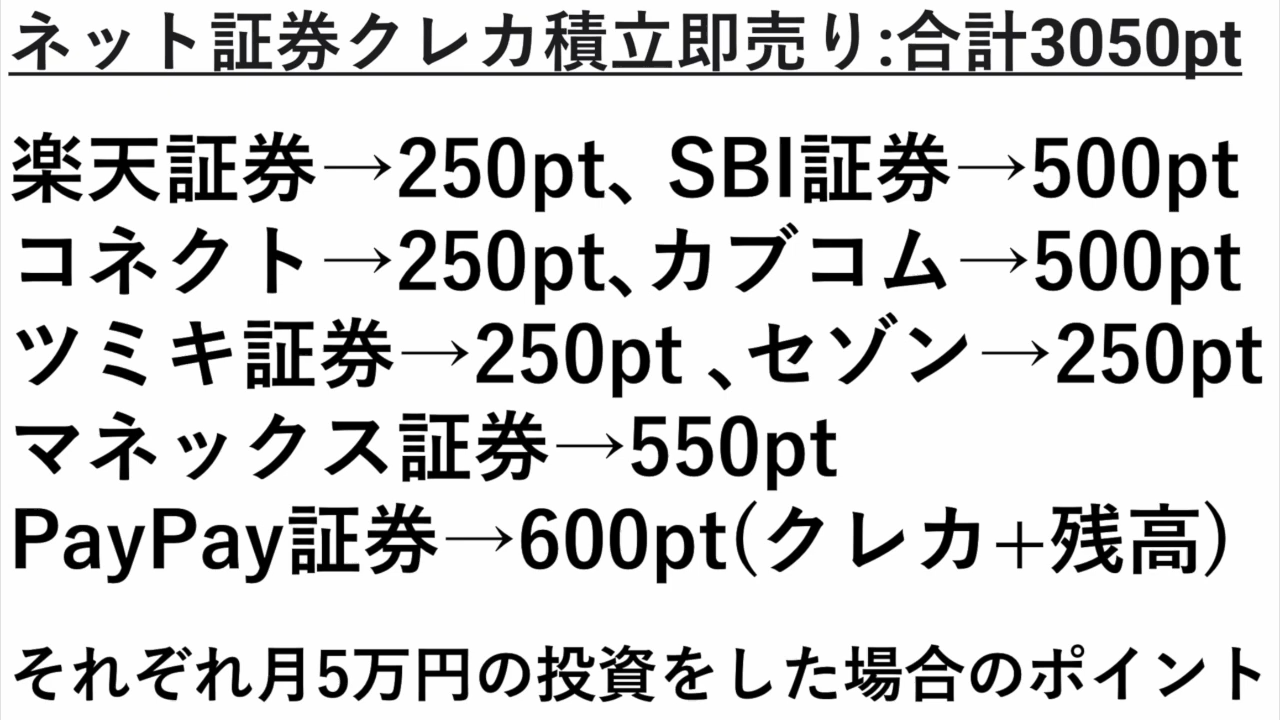 ネット証券クレカ積立即売り:合計3050pt
楽天証券→250pt、SBI証券→500pt
コネクト→250pt、カブコム→500pt
ツミキ証券→250pt 、セゾン→250pt
マネックス証券→550pt
PayPay証券→600pt(クレカ+残高)
それぞれ月5万円の投資をした場合のポイント